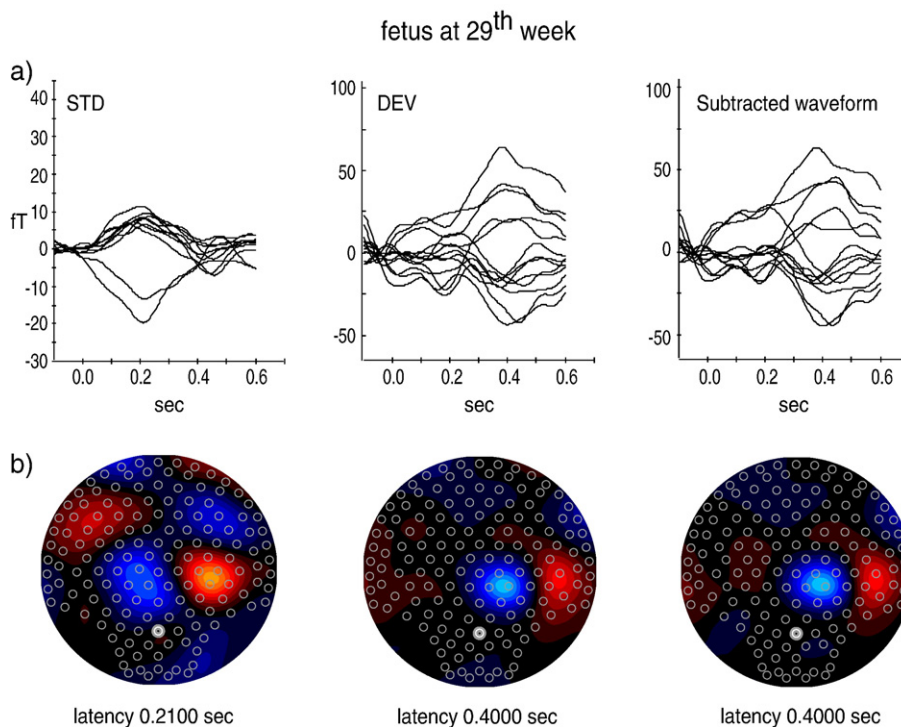 fetus at 29th week
a)
STD
DEV
Subtracted waveform
40
30
20
10
0
-10
-20
-30
fT
0.0 0.2 0.4 0.6
sec
100
50
0
-50
0.0 0.2 0.4 0.6
sec
100
50
0
-50
0.0 0.2 0.4 0.6
sec
b)
latency 0.2100 sec
latency 0.4000 sec
latency 0.4000 sec